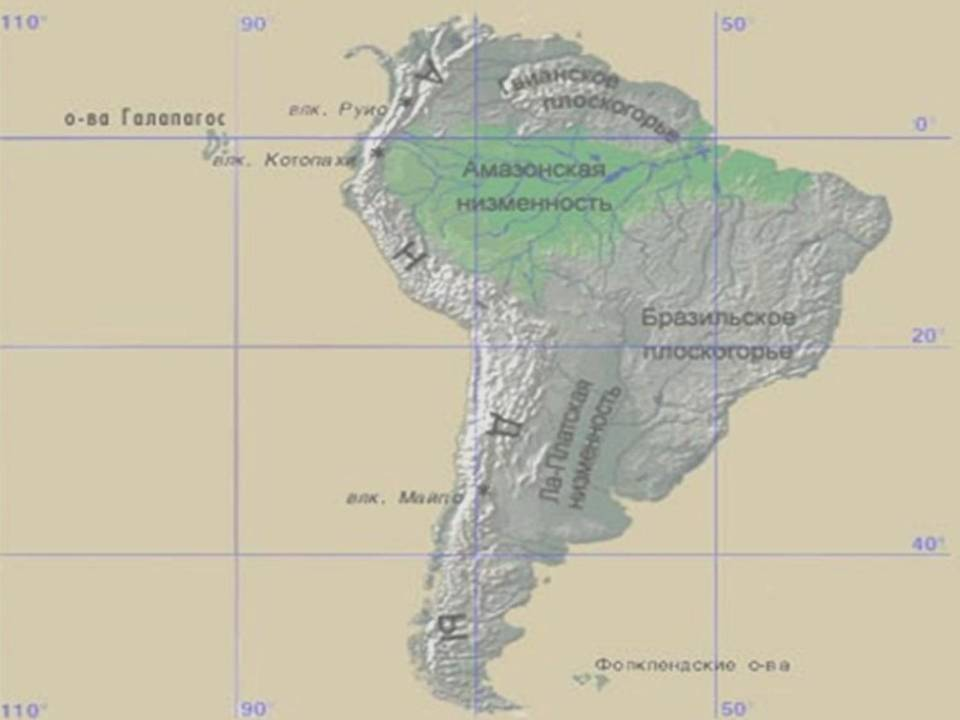 110°
90°
50°
Гвианское
плоскогорье
А
влк. Руис
о-ва Галапагос
0°
влк. Котопахи
Амазонская
низменность
Н
Бразильское
плоскогорье
20°
Д
Ла-Платская
низменность
влк. Майпо
40°
Ы
Фолклендские о-ва
110°
90°
50°